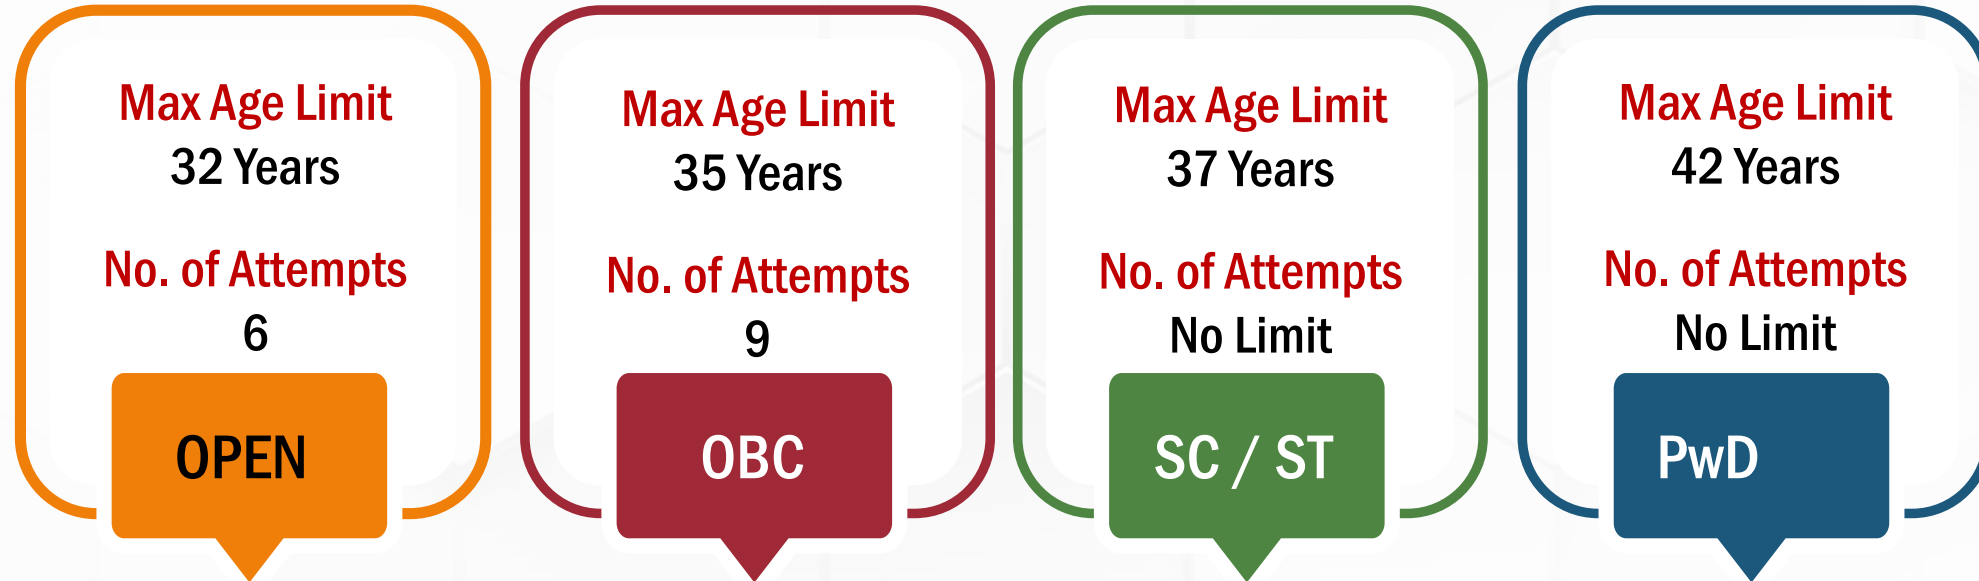 Max Age Limit
32 Years
No. of Attempts
6
OPEN
Max Age Limit
35 Years
No. of Attempts
9
OBC
Max Age Limit
37 Years
No. of Attempts
No Limit
SC / ST
Max Age Limit
42 Years
No. of Attempts
No Limit
PwD